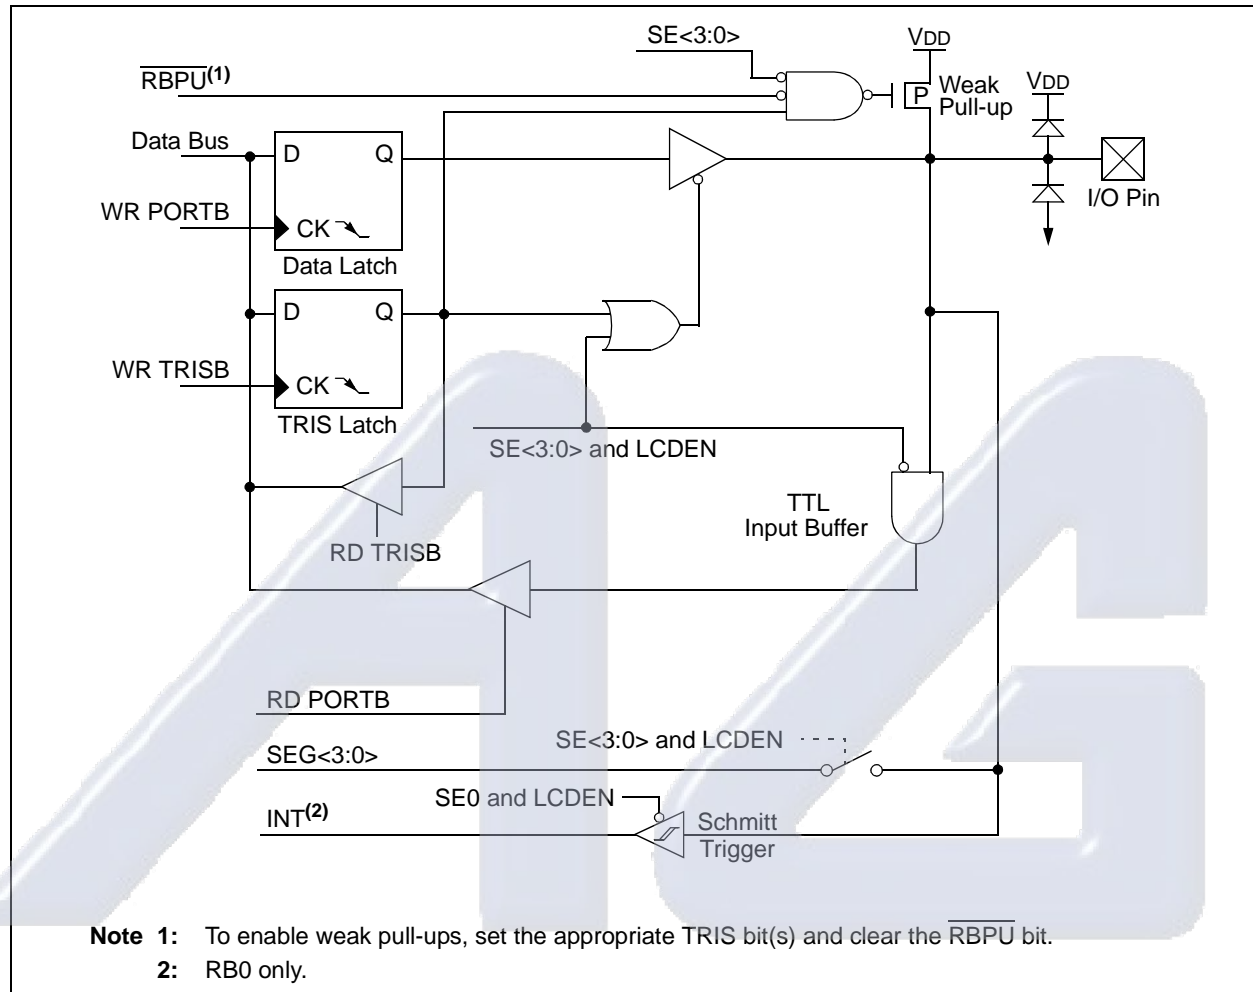 SE<3:0>
VDD
RBPU(1)
Weak
Pull-up
P
VDD
Data Bus
D Q
WR PORTB
CK
Data Latch
I/O Pin
D Q
WR TRISB
CK
TRIS Latch
SE<3:0> and LCDEN
TTL
Input Buffer
RD TRISB
RD PORTB
SE<3:0> and LCDEN
SEG<3:0>
SE0 and LCDEN
INT(2)
Schmitt
Trigger
Note 1: To enable weak pull-ups, set the appropriate TRIS bit(s) and clear the RBPU bit.
2: RB0 only.
AG